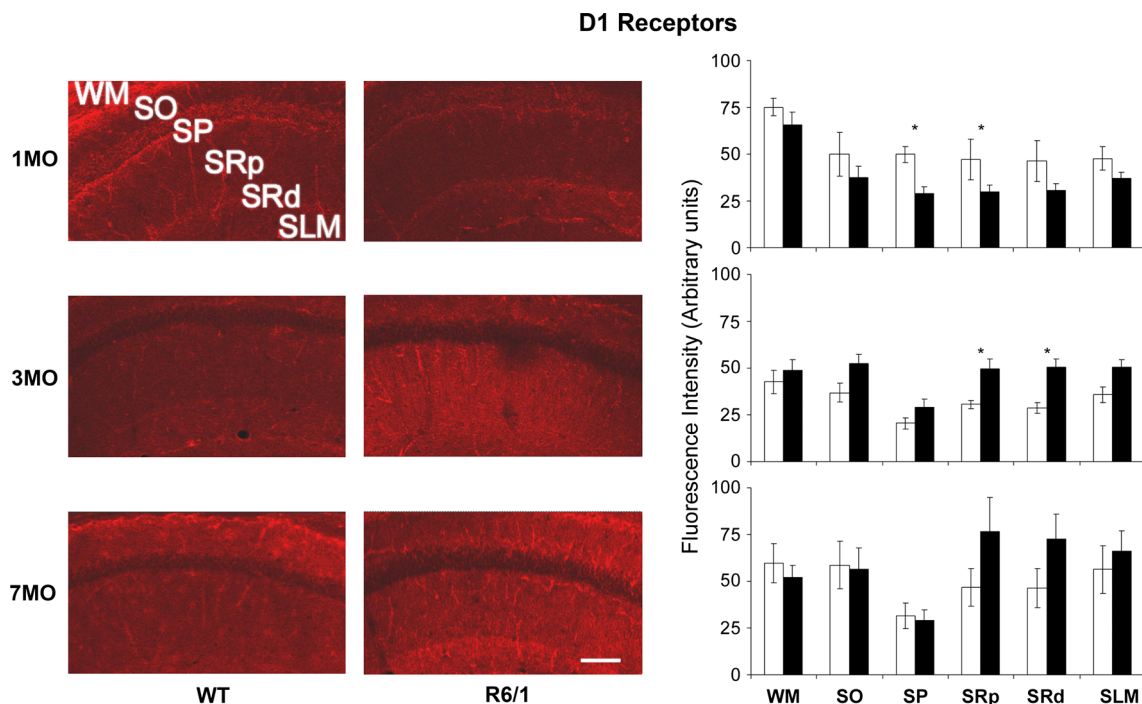 D1 Receptors
1MO
WM
SO
SP
SRp
SRd
SLM
3MO
7MO
WT
R6/1
Fluorescence Intensity (Arbitrary units)
100
75
50
25
0
* *
100
75
50
25
0
* *
100
75
50
25
0
WM SO SP SRp SRd SLM